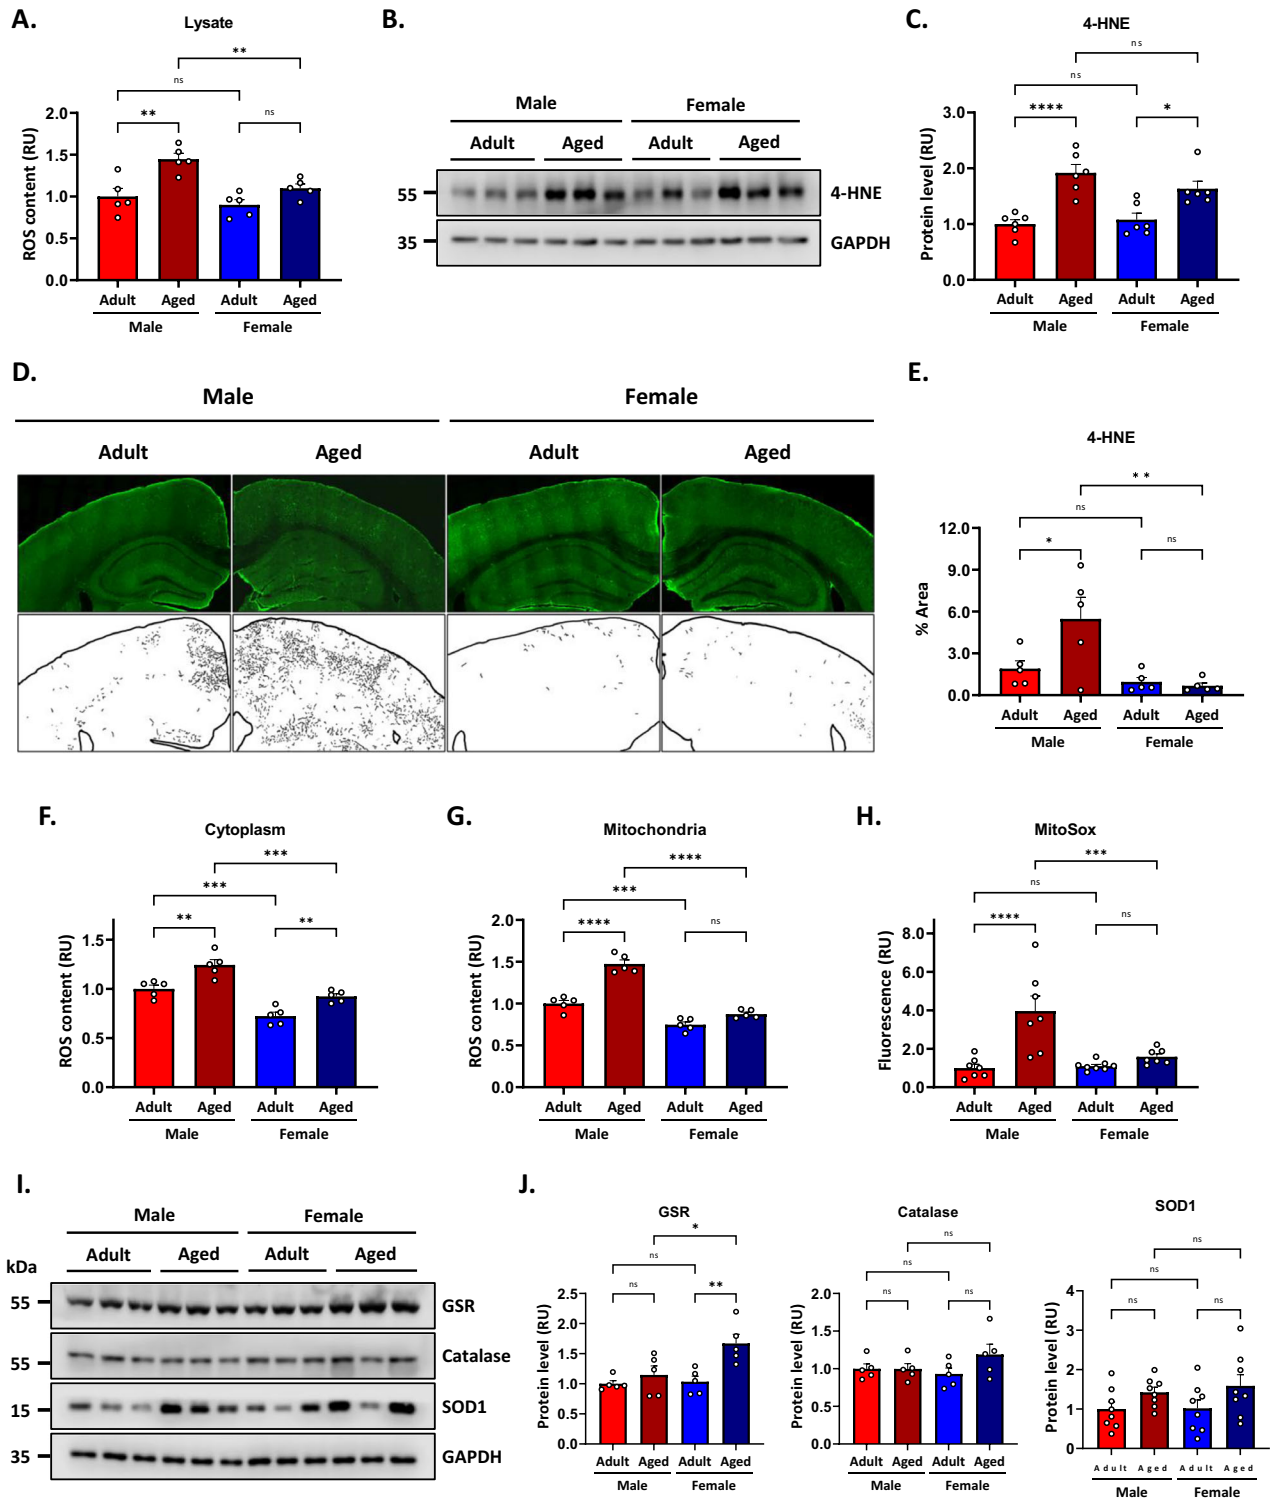 A.
Lysate
**
ns
**
ns
ROS content (RU)
2.0
1.5
1.0
0.5
0.0
Adult Aged Adult Aged
Male Female
B.
Male Female
Adult Aged Adult Aged
55 4-HNE
35 GAPDH
C.
4-HNE
ns
ns
**** *
Protein level (RU)
3.0
2.0
1.0
0.0
Adult Aged Adult Aged
Male Female
D.
Male Female
Adult Aged Adult Aged
E.
4-HNE
**
ns
* ns
% Area
12.0
9.0
6.0
3.0
0.0
Adult Aged Adult Aged
Male Female
F.
Cytoplasm
***
***
** **
ROS content (RU)
1.5
1.0
0.5
0.0
Adult Aged Adult Aged
Male Female
G.
Mitochondria
****
***
**** ns
ROS content (RU)
2.0
1.5
1.0
0.5
0.0
Adult Aged Adult Aged
Male Female
H.
MitoSox
***
ns
**** ns
Fluorescence (RU)
8.0
6.0
4.0
2.0
0.0
Adult Aged Adult Aged
Male Female
I.
Male Female
Adult Aged Adult Aged
kDa
55 GSR
55 Catalase
15 SOD1
35 GAPDH
J.
GSR
*
ns
ns **
Protein level (RU)
2.5
2.0
1.5
1.0
0.5
0.0
Adult Aged Adult Aged
Male Female
Catalase
ns
ns
ns ns
Protein level (RU)
2.0
1.5
1.0
0.5
0.0
Adult Aged Adult Aged
Male Female
SOD1
ns
ns
ns ns
Protein level (RU)
4
3
2
1
0
Adult Aged Adult Aged
Male Female